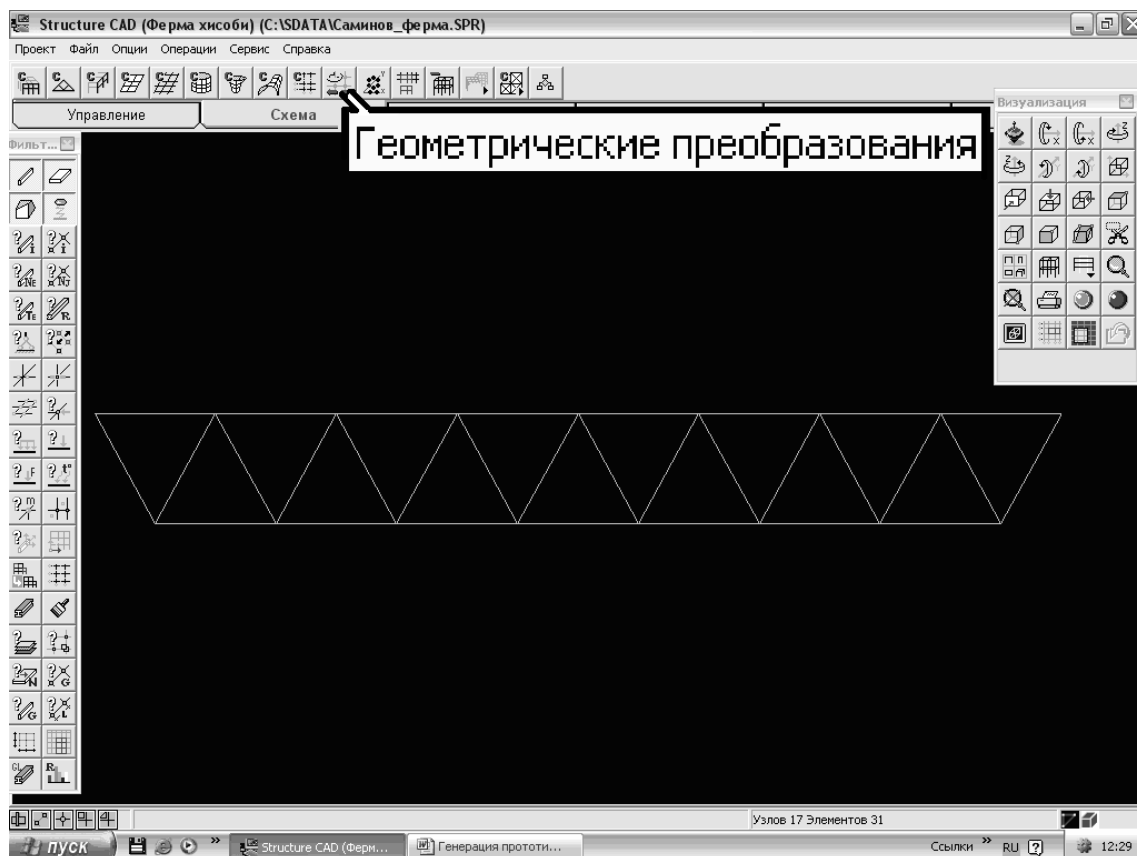 Structure CAD (Ферма хисоби) (C:\SDATA\Саминов_ферма.SPR)
Проект Файл Опции Операции Сервис Справка
Управление
Схема
Геометрические преобразования
Визуализация
Фильт...
Узлов 17 Элементов 31
пуск
Structure CAD (Ферм...
Генерация прототи...
Ссылки
RU
12:29